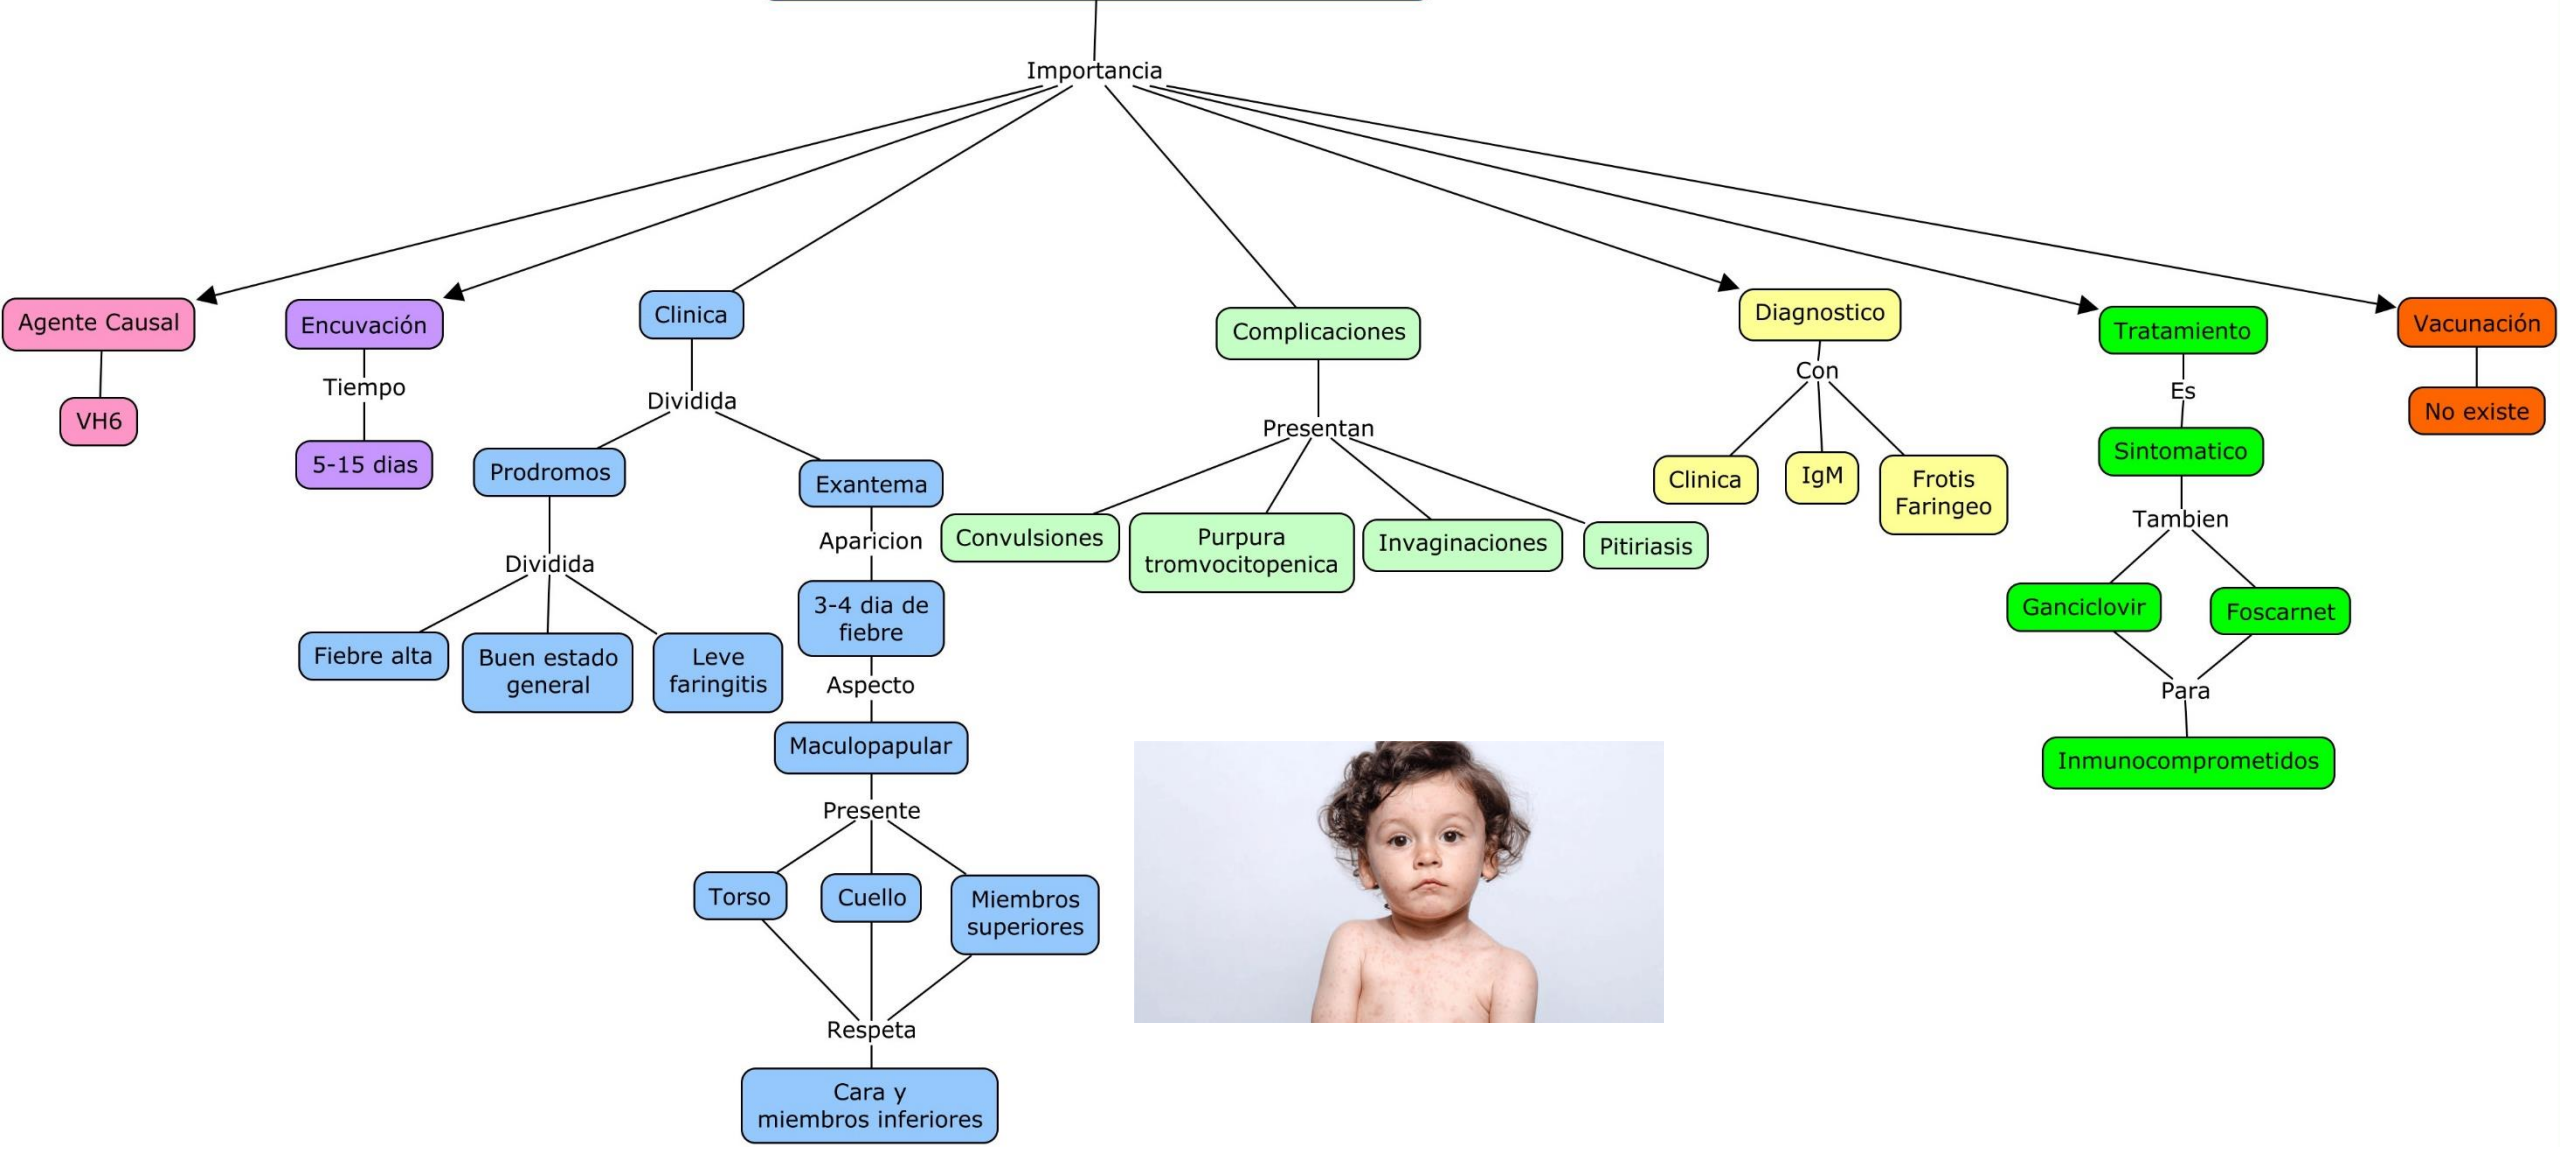 Importancia
Agente Causal
VH6
Encuvación
Tiempo
5-15 dias
Clinica
Dividida
Prodromos
Dividida
Fiebre alta
Buen estado
general
Leve
faringitis
Exantema
Aparicion
3-4 dia de
fiebre
Aspecto
Maculopapular
Presente
Torso
Cuello
Miembros
superiores
Respeta
Cara y
miembros inferiores
Complicaciones
Presentan
Convulsiones
Purpura
tromvocitopenica
Invaginaciones
Pitiriasis
Diagnostico
Con
Clinica
IgM
Frotis
Faringeo
Tratamiento
Es
Sintomatico
Tambien
Ganciclovir
Foscarnet
Para
Inmunocomprometidos
Vacunación
No existe